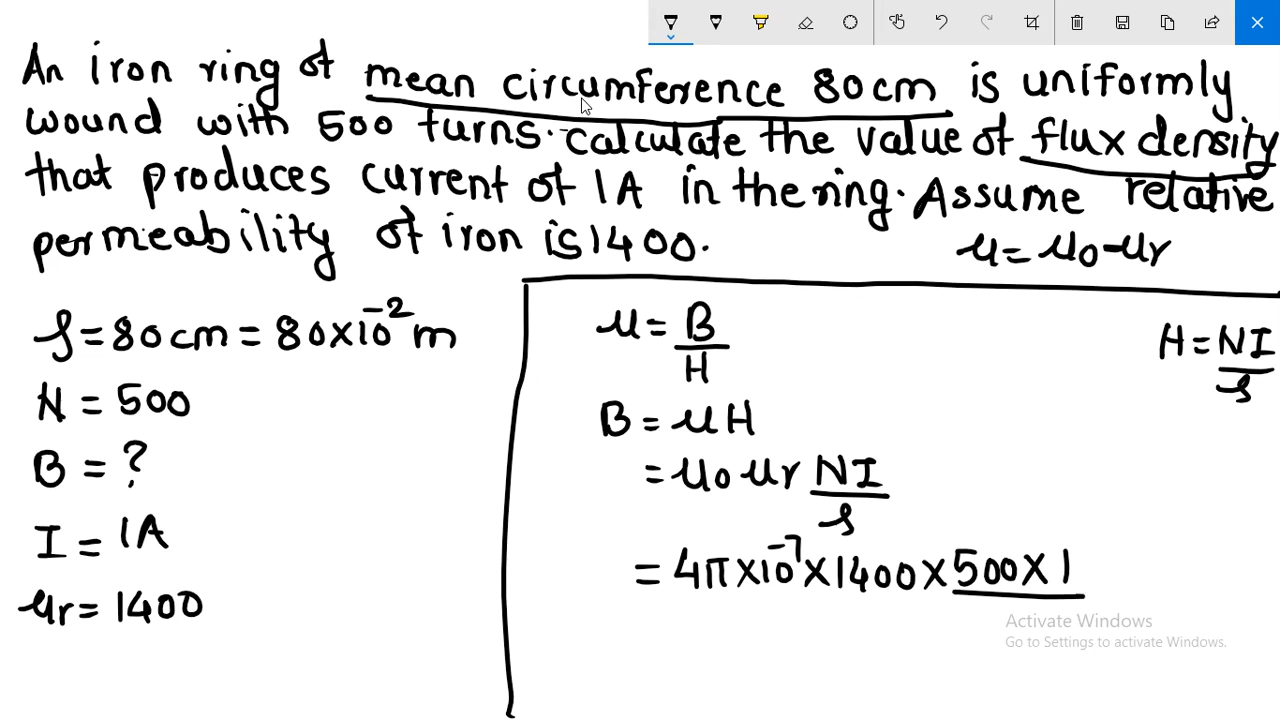 An iron ring of mean circumference 80cm is uniformly
wound with 500 turns. calculate the value of flux density
that produces current of 1A in the ring. Assume relative
permeability of iron is 1400.
μ = μ0 - μr
l = 80cm = 80×10⁻² m
N = 500
B = ?
I = 1A
μr = 1400
μ = B/H
B = μH
= μ0 μr NI/l
= 4π×10⁻⁷×1400×500×1
H = NI/l
Activate Windows
Go to Settings to activate Windows.